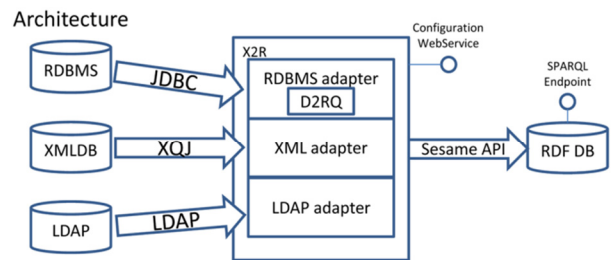 Architecture
Configuration
WebService
X2R
RDBMS
JDBC
RDBMS adapter
D2RQ
SPARQL
Endpoint
XMLDB
XQJ
XML adapter
Sesame API
RDF DB
LDAP
LDAP
LDAP adapter